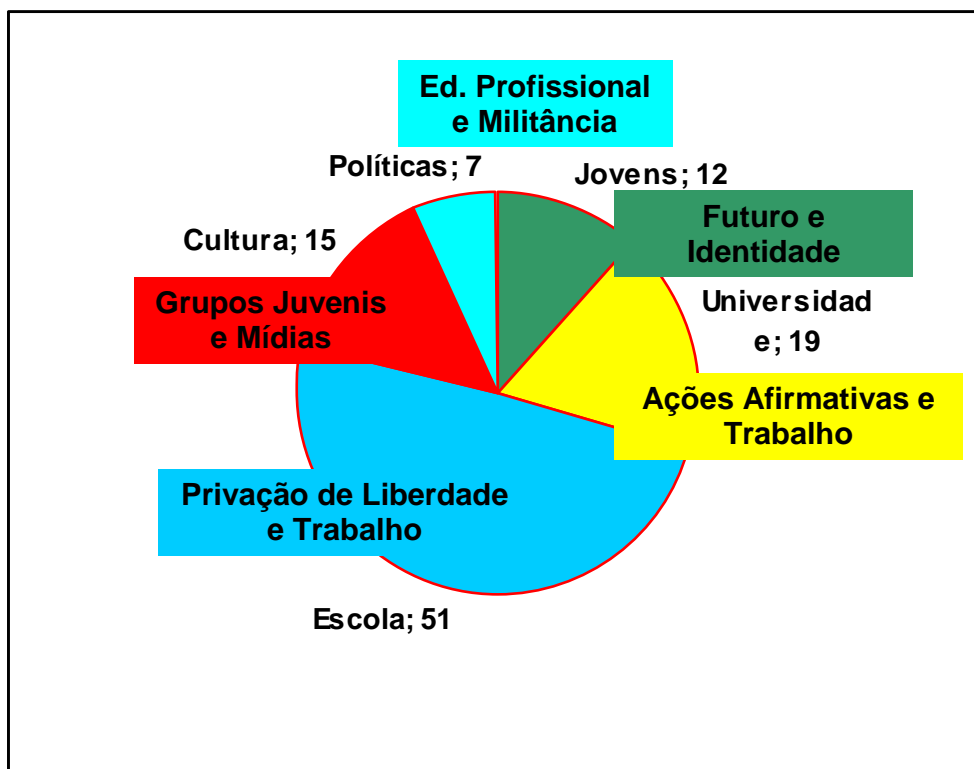 Ed. Profissional
e Militância
Políticas; 7
Jovens; 12
Cultura; 15
Futuro e
Identidade
Grupos Juvenis
e Mídias
Universidad
e; 19
Ações Afirmativas e
Trabalho
Privação de Liberdade
e Trabalho
Escola; 51